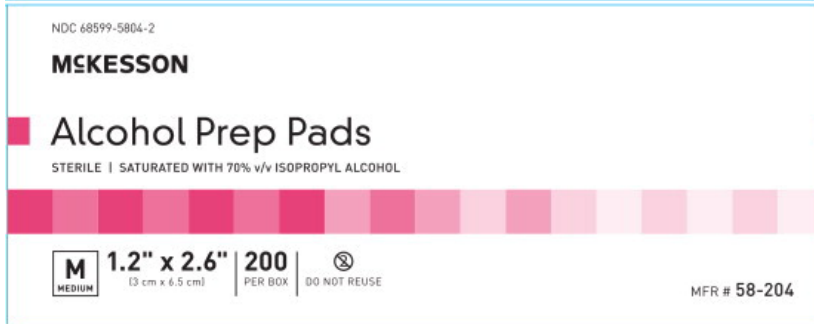 NDC 68599-5804-2
McKESSON
Alcohol Prep Pads
STERILE | SATURATED WITH 70% v/v ISOPROPYL ALCOHOL
M
MEDIUM
1.2" x 2.6"
(3 cm x 6.5 cm)
200
PER BOX
2
DO NOT REUSE
MFR # 58-204